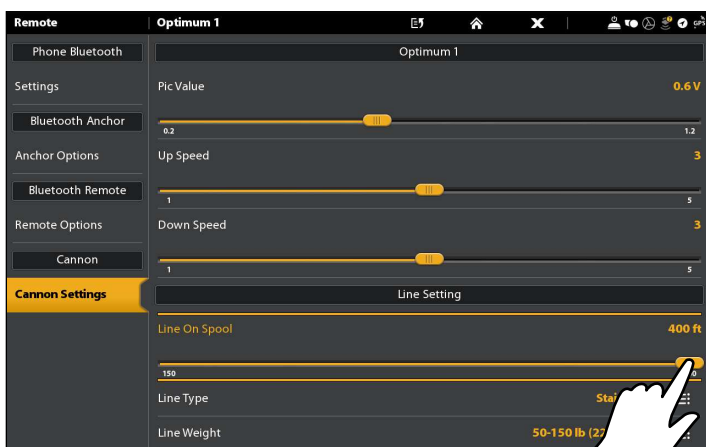 Remote Optimum 1 GPS
Phone Bluetooth Optimum 1
Settings Pic Value 0.6 V
Bluetooth Anchor
0.2 1.2
Anchor Options Up Speed 3
Bluetooth Remote
1 5
Remote Options Down Speed 3
Cannon
1 5
Cannon Settings Line Setting
Line On Spool 400 ft
150
Line Type
Line Weight 50-150 lb